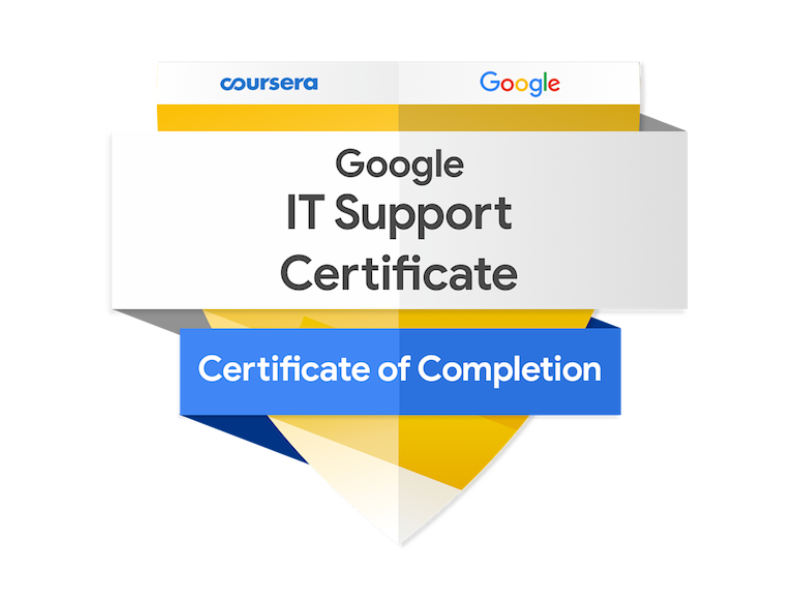 coursera Google
Google
IT Support
Certificate
Certificate of Completion